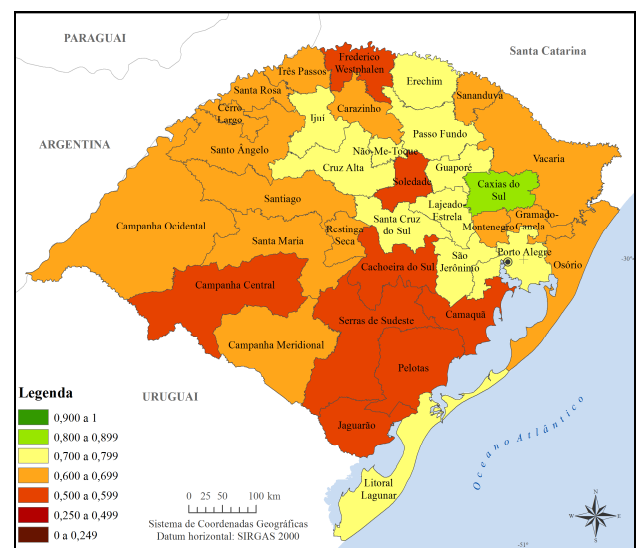 PARAGUAI
Santa Catarina
Frederico
Westphalen
Três Passos
Erechim
Santa Rosa
Sananduva
Cerro
Largo
Carazinho
Ijuí
Passo Fundo
ARGENTINA
Santo Ângelo
Não-Me-Toque
Vacaria
Cruz Alta
Guaporé
Soledade
Caxias do
Sul
Santiago
Lajeado-
Estrela
Gramado-
Canela
Campanha Ocidental
Santa Cruz
do Sul
Montenegro
Restinga
Seca
Santa Maria
São
Jerônimo
Porto Alegre
Osório
-30°
Cachoeira do Sul
Campanha Central
Camaquã
Serras de Sudeste
Campanha Meridional
Pelotas
Legenda
URUGUAI
0,900 a 1
0,800 a 0,899
0,700 a 0,799
0,600 a 0,699
0,500 a 0,599
0,250 a 0,499
0 a 0,249
Jaguarão
Oceano Atlântico
Litoral
Lagunar
0 25 50 100 km
Sistema de Coordenadas Geográficas
Datum horizontal: SIRGAS 2000
N
W
E
S
-51°